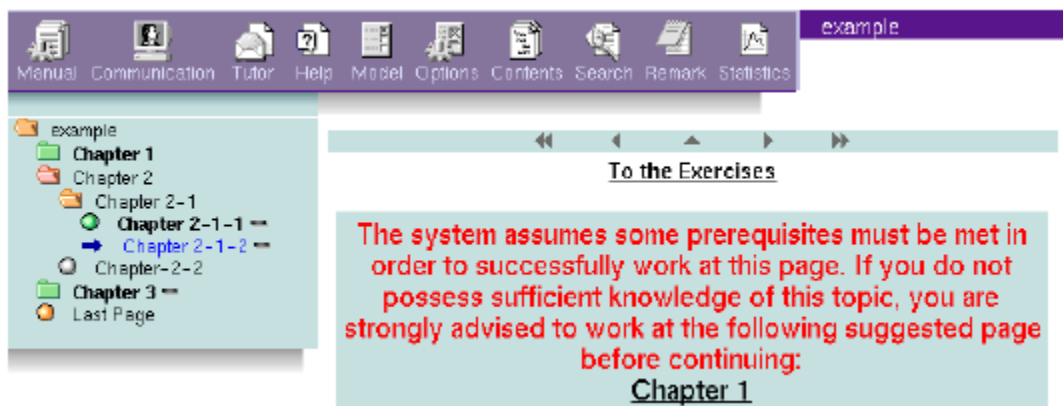 example
Manual Communication Tutor Help Model Options Contents Search Remark Statistics
example
Chapter 1
Chapter 2
Chapter 2-1
Chapter 2-1-1
Chapter 2-1-2
Chapter-2-2
Chapter 3
Last Page
To the Exercises
The system assumes some prerequisites must be met in
order to successfully work at this page. If you do not
possess sufficient knowledge of this topic, you are
strongly advised to work at the following suggested page
before continuing:
Chapter 1